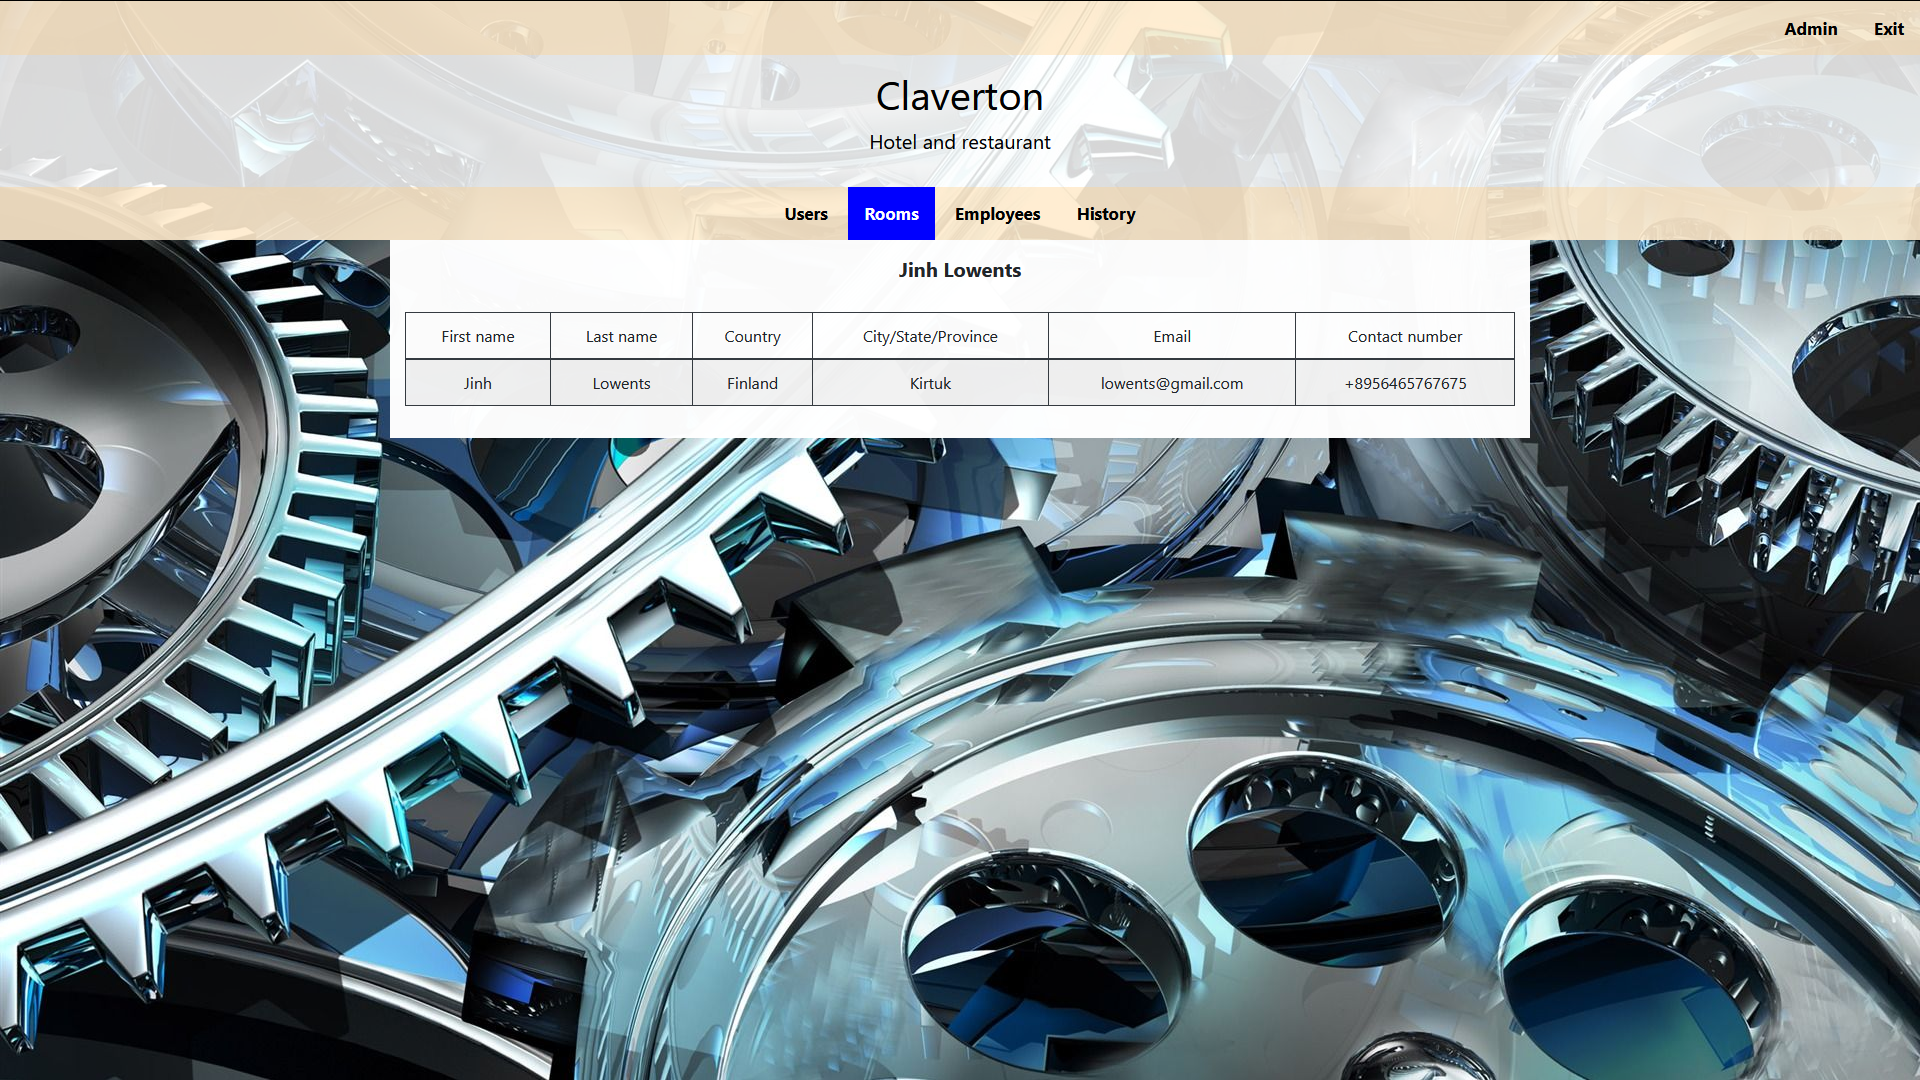 Admin Exit
Claverton
Hotel and restaurant
Users Rooms Employees History
Jinh Lowents
First name Last name Country City/State/Province Email Contact number
Jinh Lowents Finland Kirtuk lowents@gmail.com +8956465767675